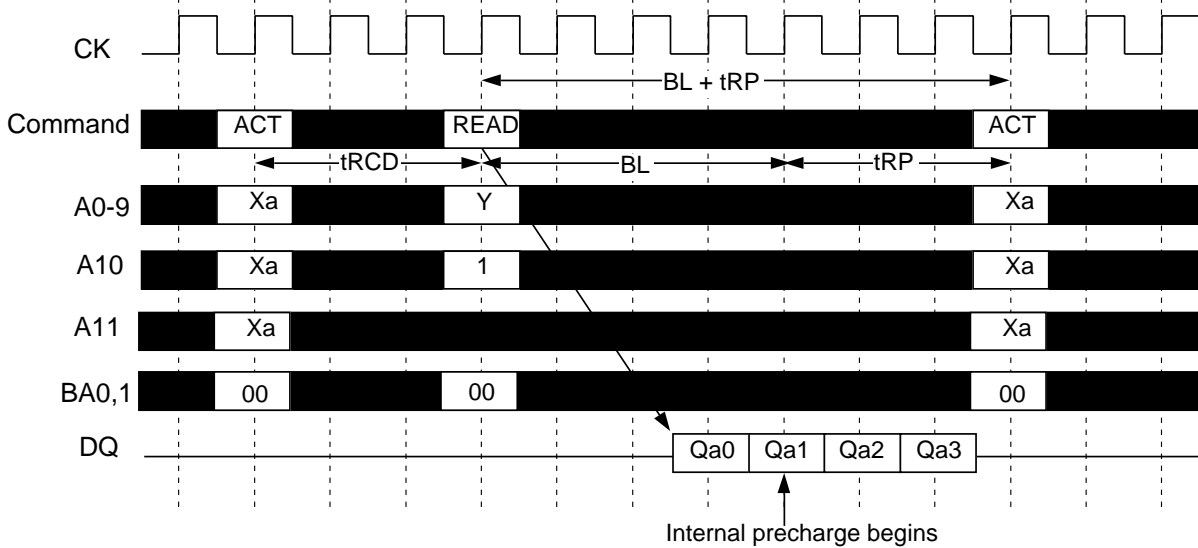 CK
BL + tRP
Command ACT READ ACT
tRCD BL tRP
A0-9 Xa Y Xa
A10 Xa 1 Xa
A11 Xa Xa
BA0,1 00 00 00
DQ Qa0 Qa1 Qa2 Qa3
Internal precharge begins